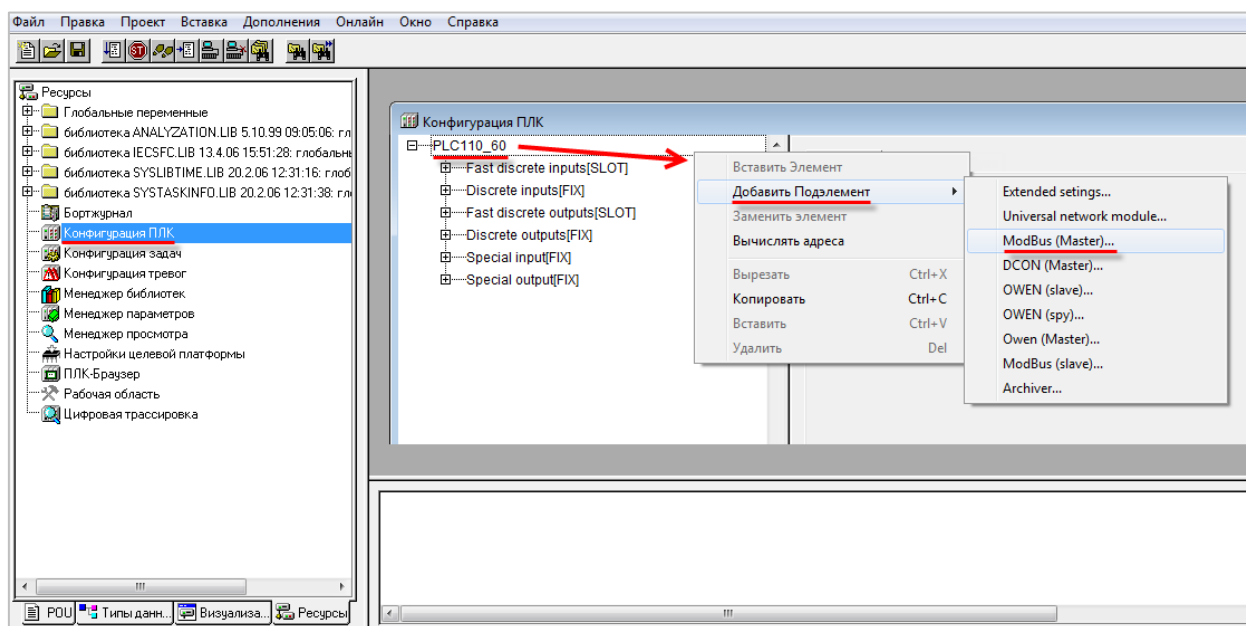 Файл Правка Проект Вставка Дополнения Онлайн Окно Справка
Ресурсы
Глобальные переменные
библиотека ANALYZATION.LIB 5.10.99 09:05:06: гл
библиотека IECSFC.LIB 13.4.06 15:51:28: глобальн
библиотека SYSLIBTIME.LIB 20.2.06 12:31:16: глоб
библиотека SYSTASKINFO.LIB 20.2.06 12:31:38: гл
Бортжурнал
Конфигурация ПЛК
Конфигурация задач
Конфигурация тревог
Менеджер библиотек
Менеджер параметров
Менеджер просмотра
Настройки целевой платформы
ПЛК-Браузер
Рабочая область
Цифровая трассировка
POU Типы данн... Визуализа... Ресурсы
Конфигурация ПЛК
PLC110_60
Fast discrete inputs[SLOT]
Discrete inputs[FIX]
Fast discrete outputs[SLOT]
Discrete outputs[FIX]
Special input[FIX]
Special output[FIX]
Вставить Элемент
Добавить Подэлемент
Заменить элемент
Вычислять адреса
Вырезать Ctrl+X
Копировать Ctrl+C
Вставить Ctrl+V
Удалить Del
Extended setings...
Universal network module...
ModBus (Master)...
DCON (Master)...
OWEN (slave)...
OWEN (spy)...
Owen (Master)...
ModBus (slave)...
Archiver...